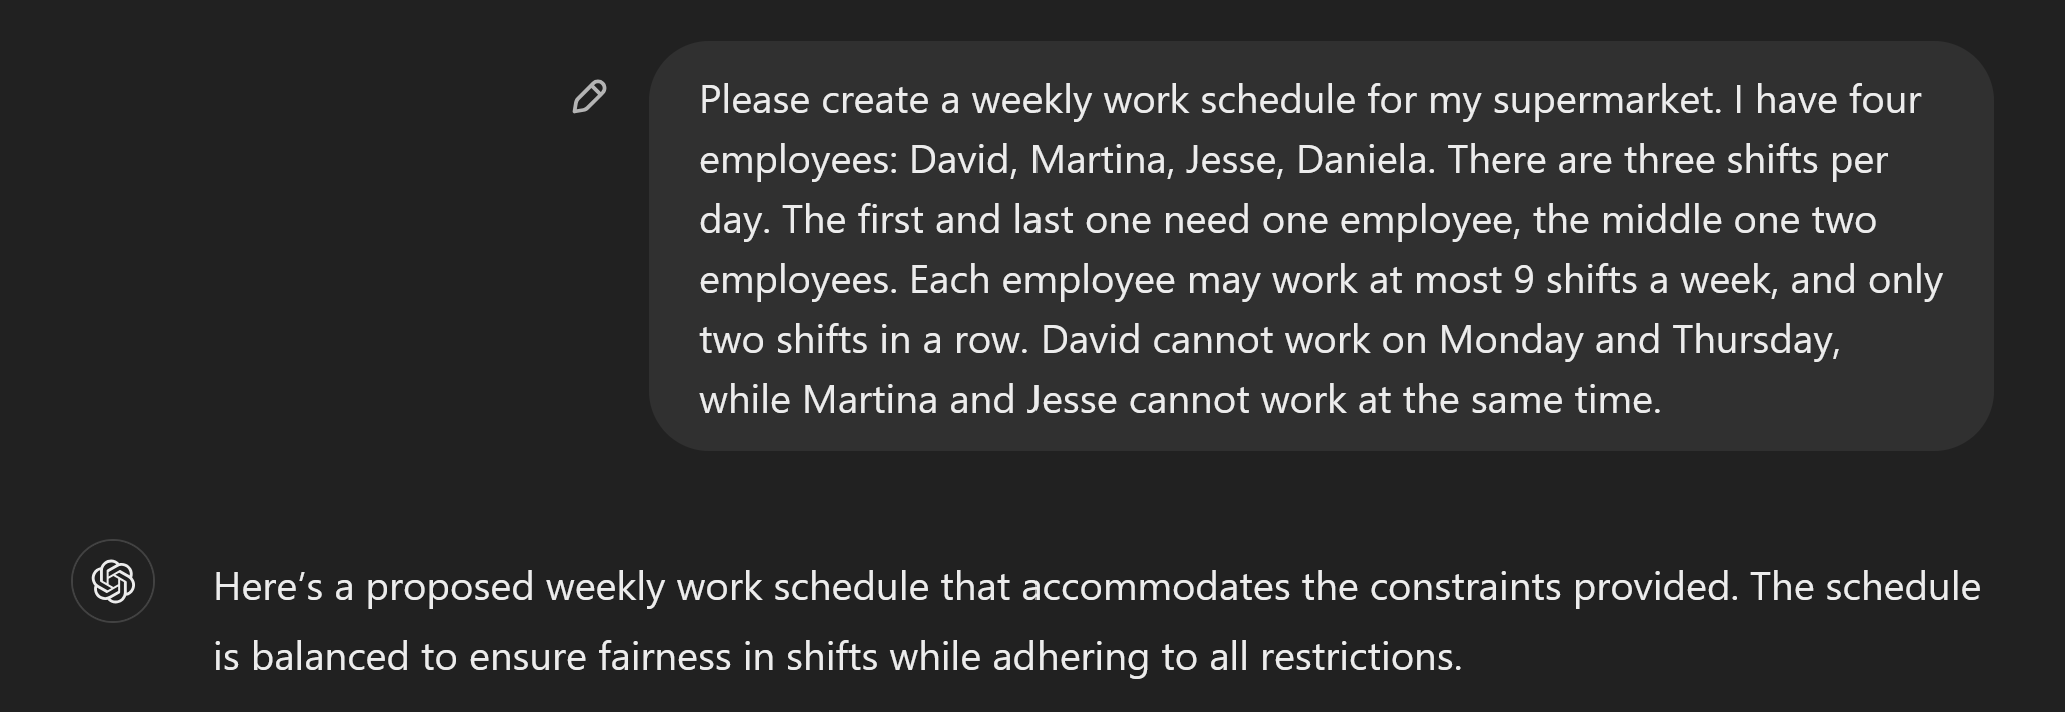 Please create a weekly work schedule for my supermarket. I have four
employees: David, Martina, Jesse, Daniela. There are three shifts per
day. The first and last one need one employee, the middle one two
employees. Each employee may work at most 9 shifts a week, and only
two shifts in a row. David cannot work on Monday and Thursday,
while Martina and Jesse cannot work at the same time.
Here’s a proposed weekly work schedule that accommodates the constraints provided. The schedule
is balanced to ensure fairness in shifts while adhering to all restrictions.